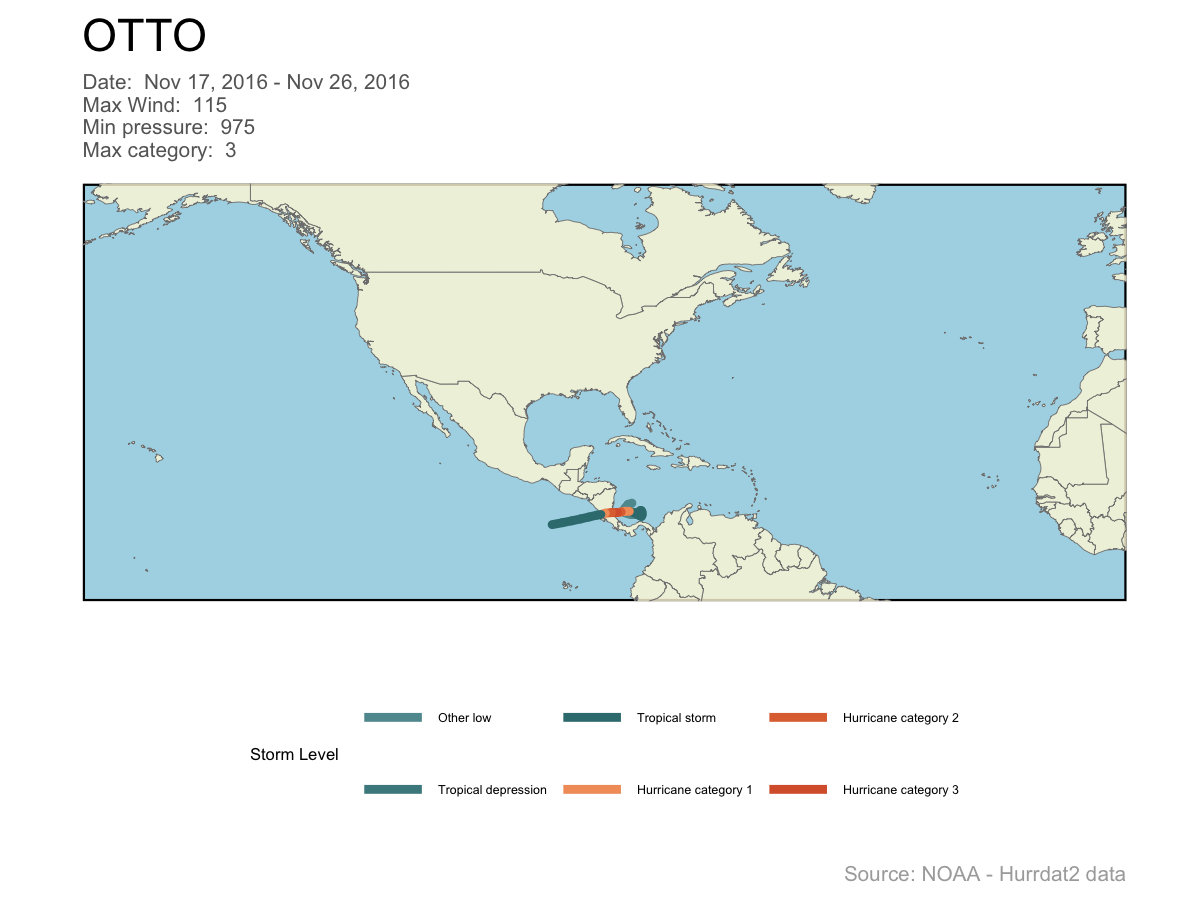 OTTO
Date:  Nov 17, 2016 - Nov 26, 2016
Max Wind:  115
Min pressure:  975
Max category:  3
Storm Level
Other low
Tropical storm
Hurricane category 2
Tropical depression
Hurricane category 1
Hurricane category 3
Source: NOAA - Hurrdat2 data